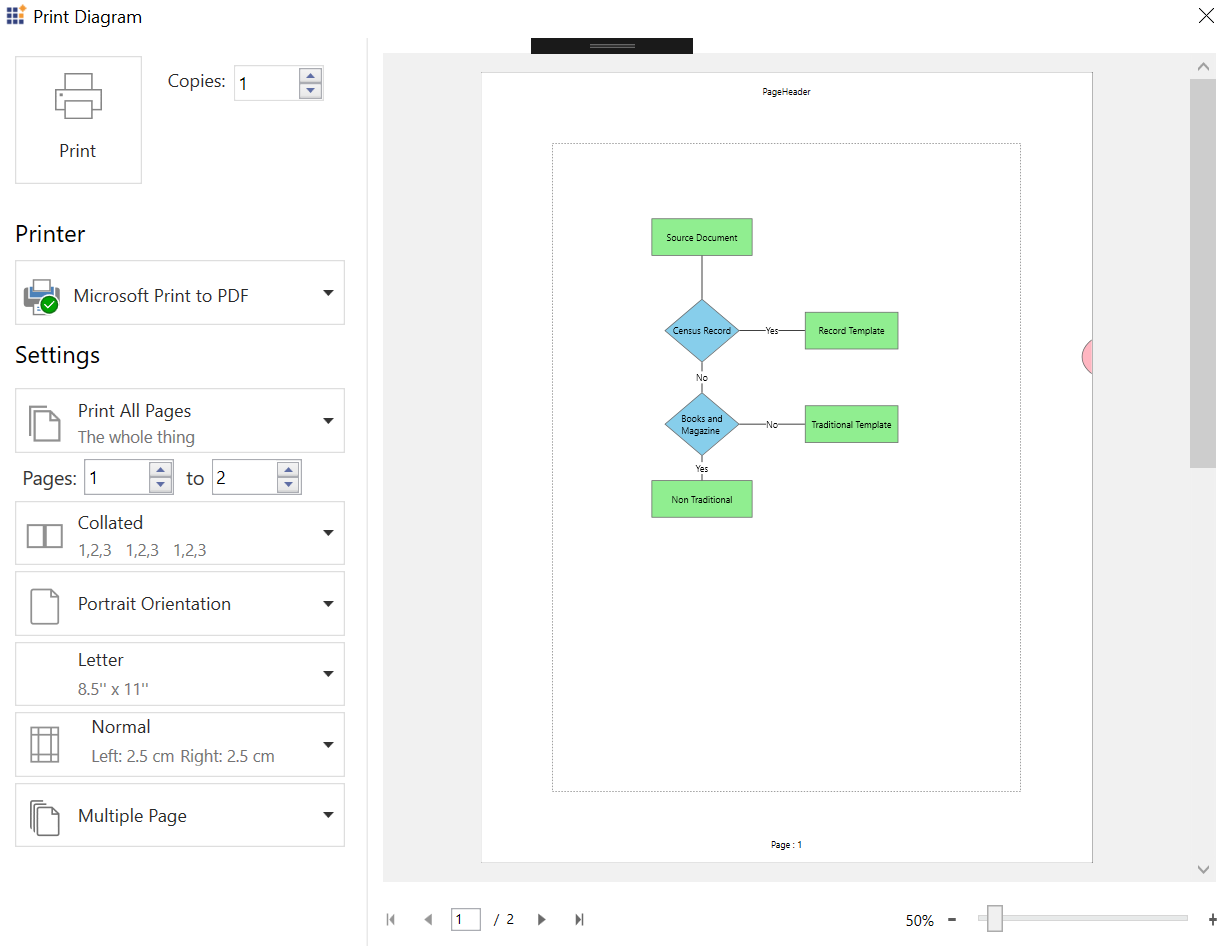 Print Diagram
Print
Copies: 1
Printer
Microsoft Print to PDF
Settings
Print All Pages
The whole thing
Pages: 1 to 2
Collated
1,2,3 1,2,3 1,2,3
Portrait Orientation
Letter
8.5'' x 11''
Normal
Left: 2.5 cm Right: 2.5 cm
Multiple Page
PageHeader
Source Document
Census Record
Yes
Record Template
No
Books and
Magazine
No
Traditional Template
Yes
Non Traditional
Page : 1
1 / 2
50%